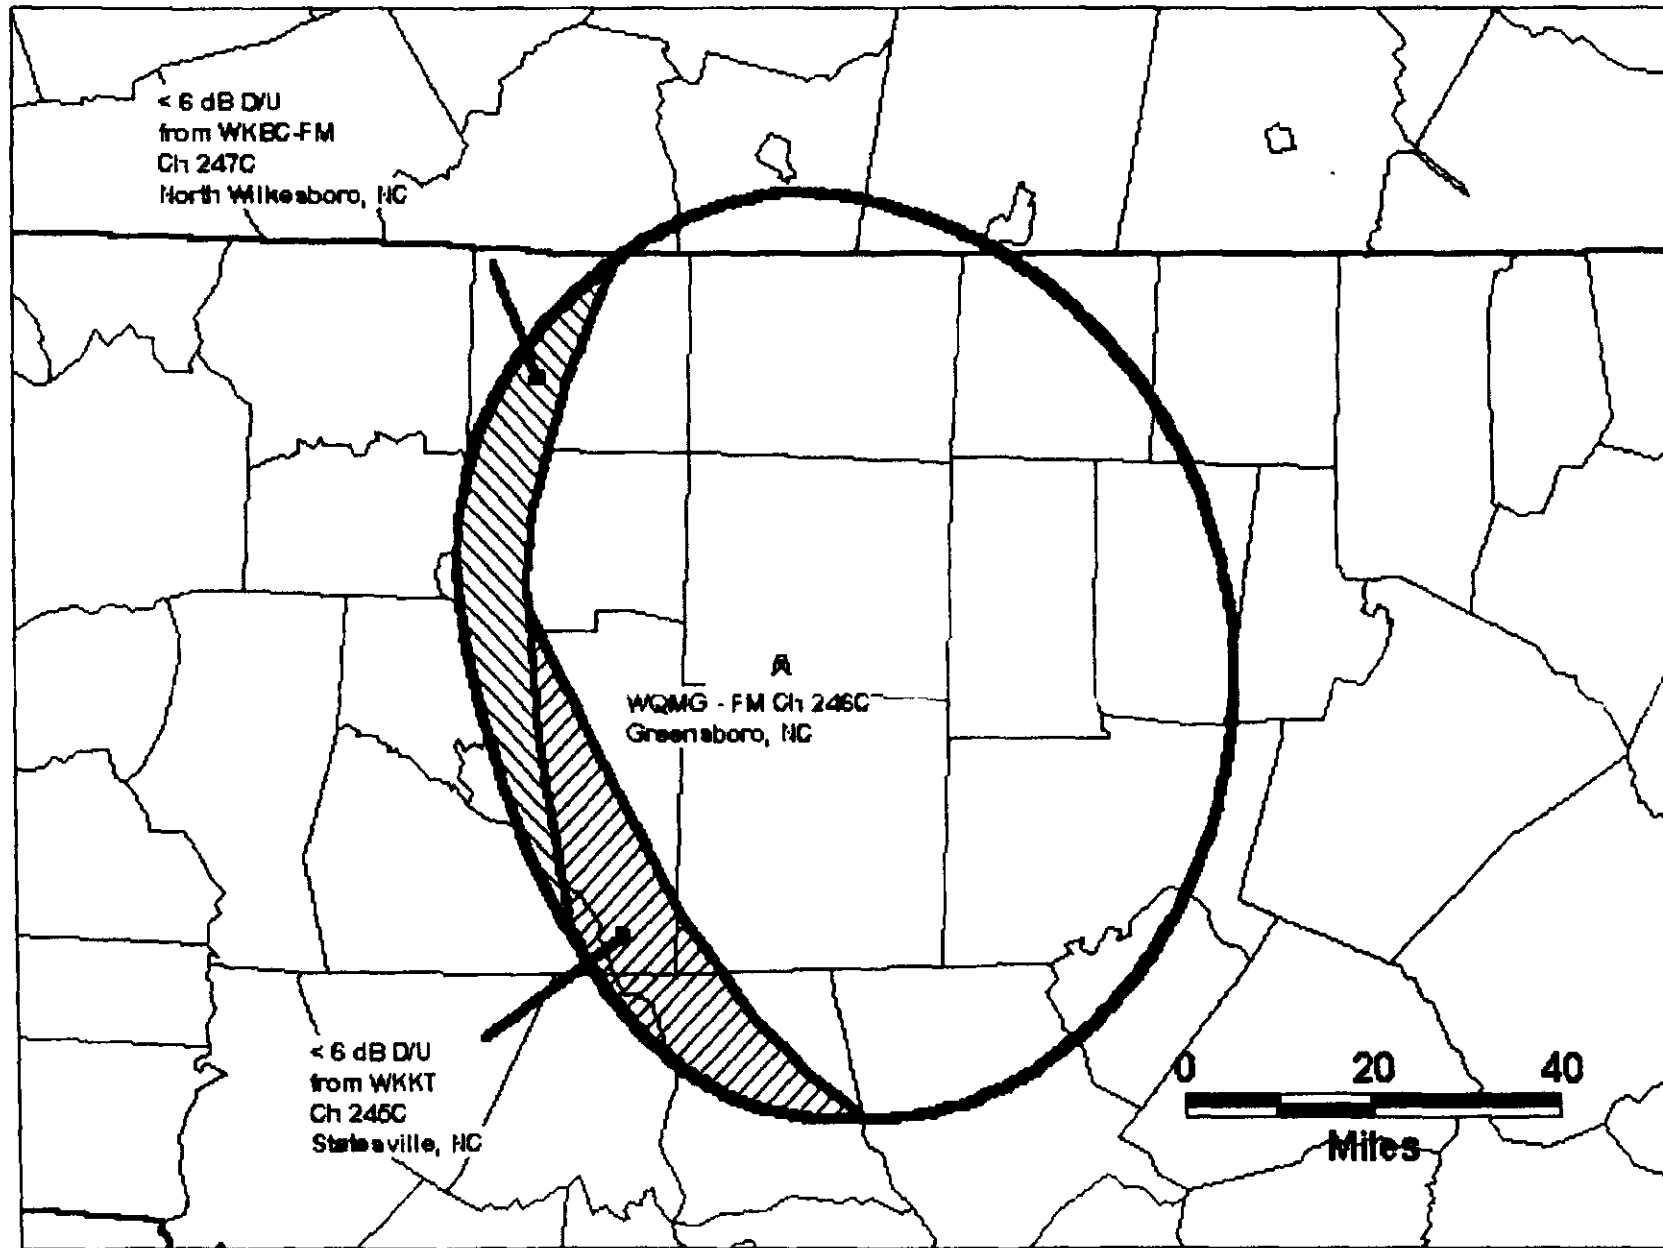 < 6 dB D/U
from WKBC-FM
Ch 247C
North Wilkesboro, NC
WQMG - FM Ch 246C
Greensboro, NC
< 6 dB D/U
from WKKT
Ch 245C
Statesville, NC
0 20 40
Miles